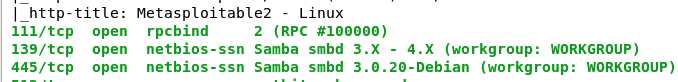 |_http-title: Metasploitable2 - Linux
111/tcp  open  rpcbind     2 (RPC #100000)
139/tcp  open  netbios-ssn Samba smbd 3.X - 4.X (workgroup: WORKGROUP)
445/tcp  open  netbios-ssn Samba smbd 3.0.20-Debian (workgroup: WORKGROUP)